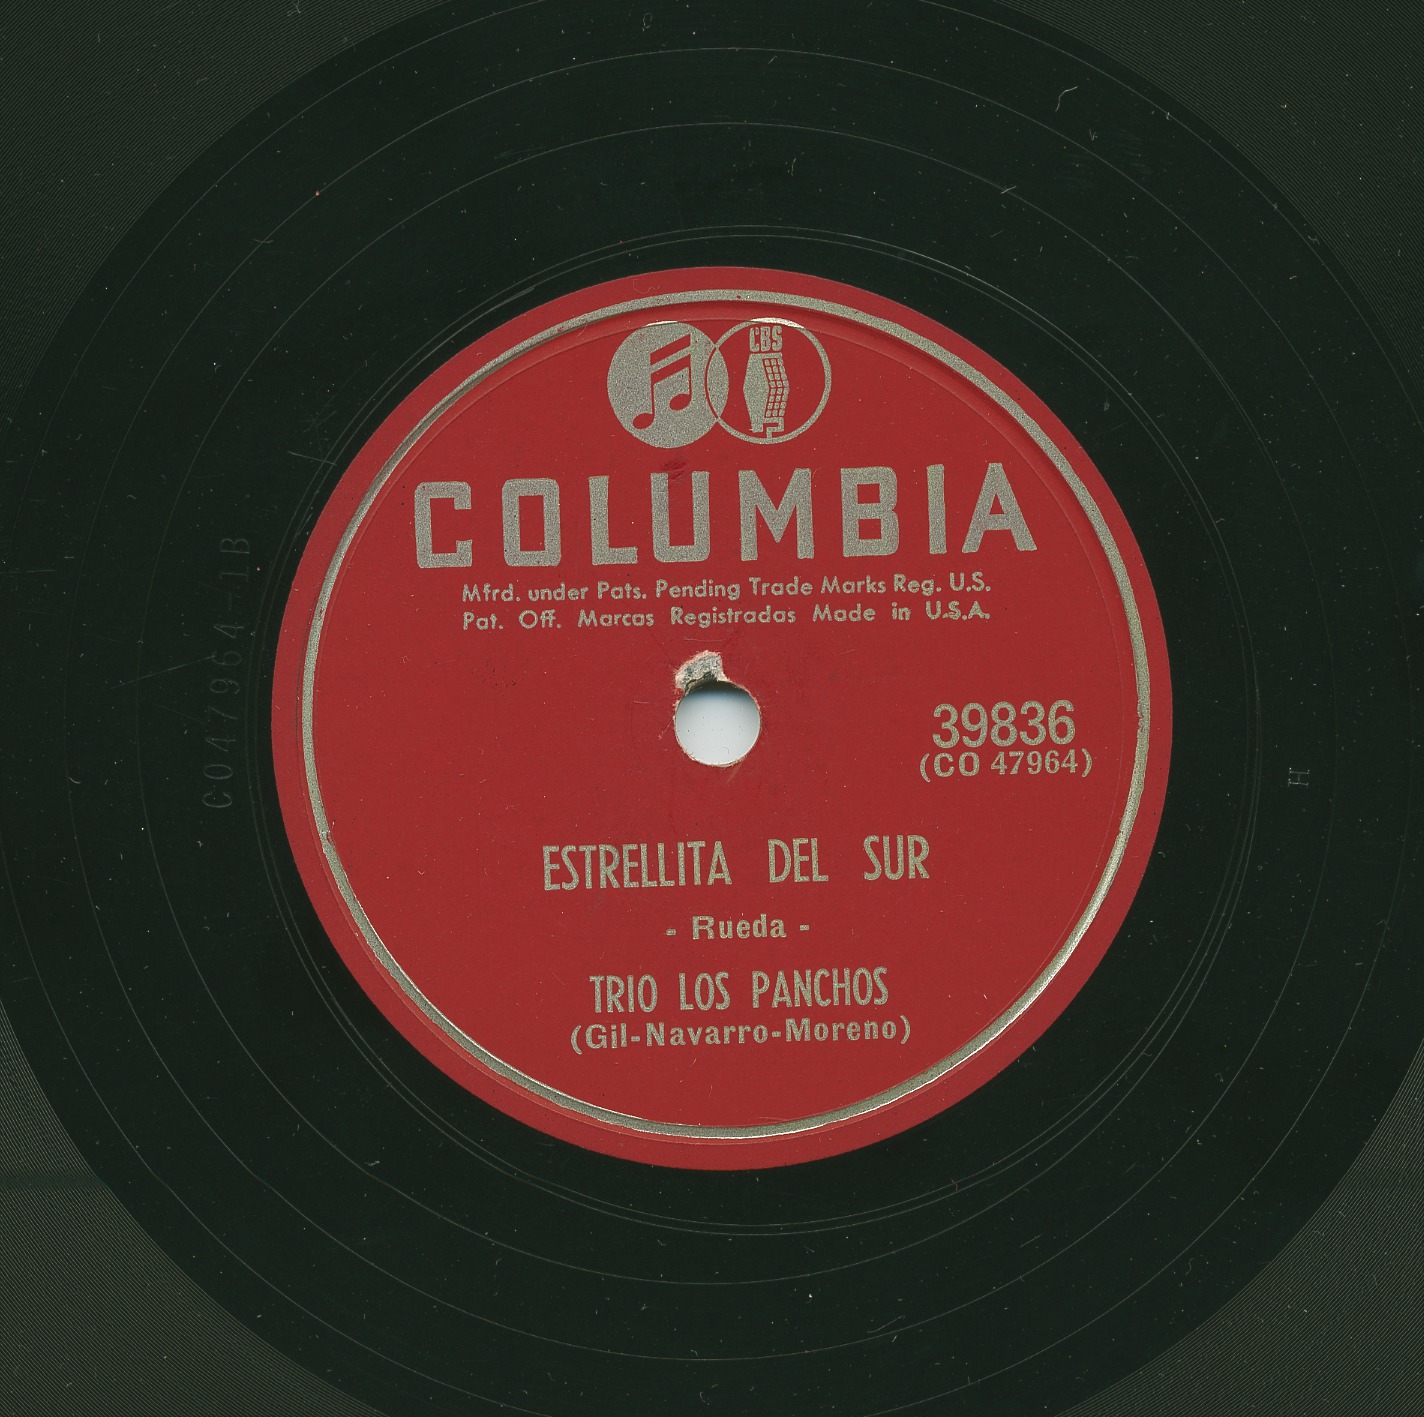 CBS
COLUMBIA
Mfrd. under Pats. Pending Trade Marks Reg. U.S.
Pat. Off. Marcas Registradas Made in U.S.A.
39836
(CO 47964)
ESTRELLITA DEL SUR
- Rueda -
TRIO LOS PANCHOS
(Gil-Navarro-Moreno)
CO47964-1B
H